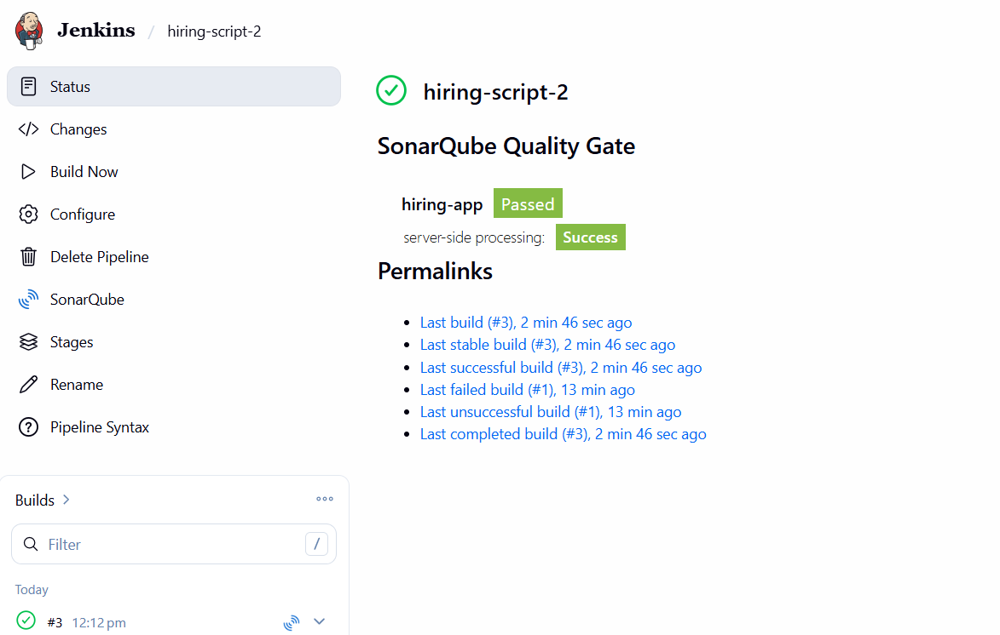 Jenkins / hiring-script-2
Status
Changes
Build Now
Configure
Delete Pipeline
SonarQube
Stages
Rename
Pipeline Syntax
Builds
Filter /
Today
#3 12:12 pm
hiring-script-2
SonarQube Quality Gate
hiring-app Passed
server-side processing: Success
Permalinks
Last build (#3), 2 min 46 sec ago
Last stable build (#3), 2 min 46 sec ago
Last successful build (#3), 2 min 46 sec ago
Last failed build (#1), 13 min ago
Last unsuccessful build (#1), 13 min ago
Last completed build (#3), 2 min 46 sec ago